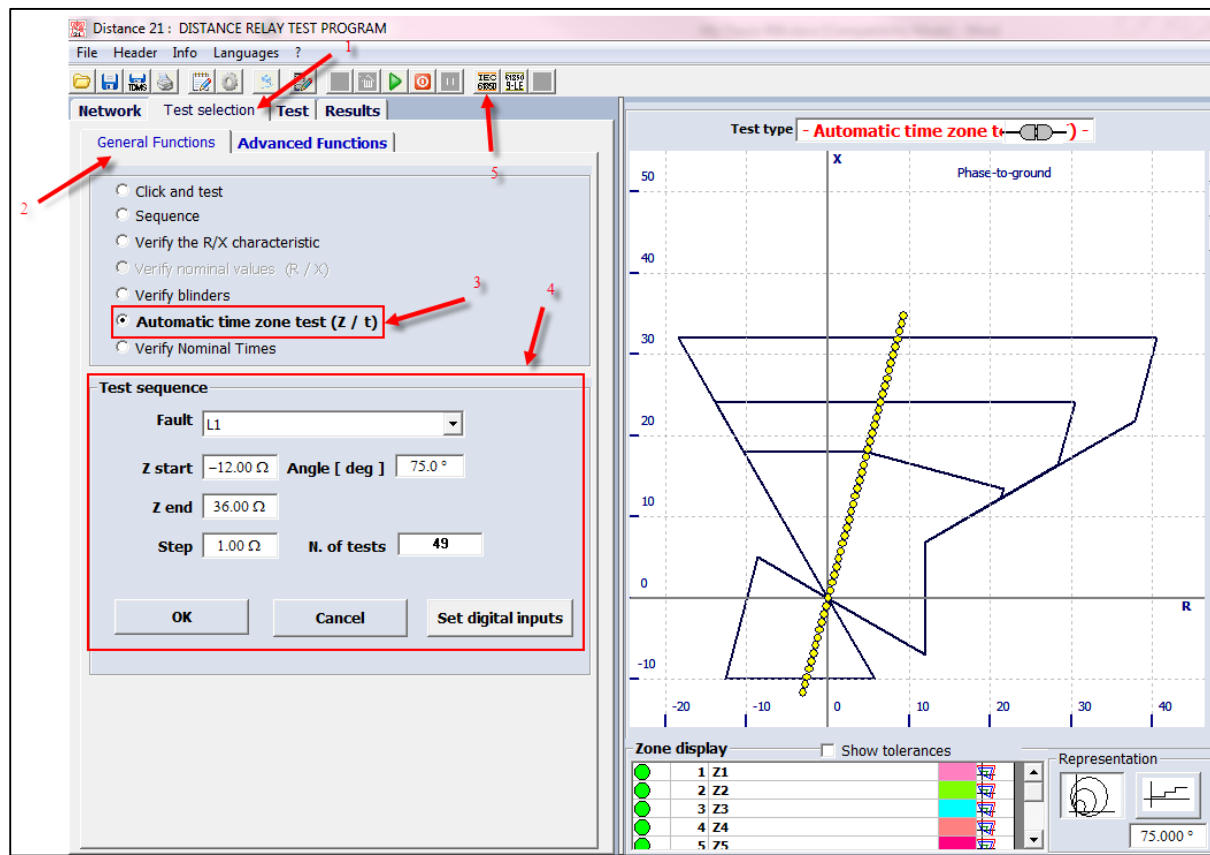 Distance 21 : DISTANCE RELAY TEST PROGRAM
File Header Info Languages ?
1
TDMS
IEC 61850
61850 9-LE
Network Test selection Test Results
General Functions Advanced Functions
2
5
Click and test
Sequence
Verify the R/X characteristic
Verify nominal values (R / X)
Verify blinders
3
4
Automatic time zone test (Z / t)
Verify Nominal Times
Test sequence
Fault L1
Z start -12.00 Ω Angle [ deg ] 75.0 °
Z end 36.00 Ω
Step 1.00 Ω N. of tests 49
OK Cancel Set digital inputs
Test type - Automatic time zone t ) -
X
Phase-to-ground
50
40
30
20
10
0
R
-10
-20 -10 0 10 20 30 40
Zone display Show tolerances
Representation
1 Z1
2 Z2
3 Z3
4 Z4
5 Z5
75.000 °